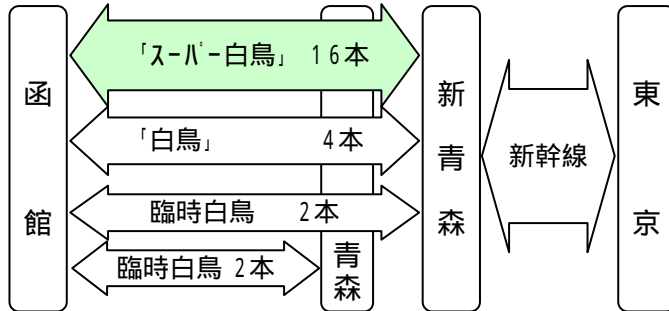 函館
「スーパー白鳥」 16本
「白鳥」 4本
臨時白鳥 2本
臨時白鳥 2本
青森
新青森
新幹線
東京